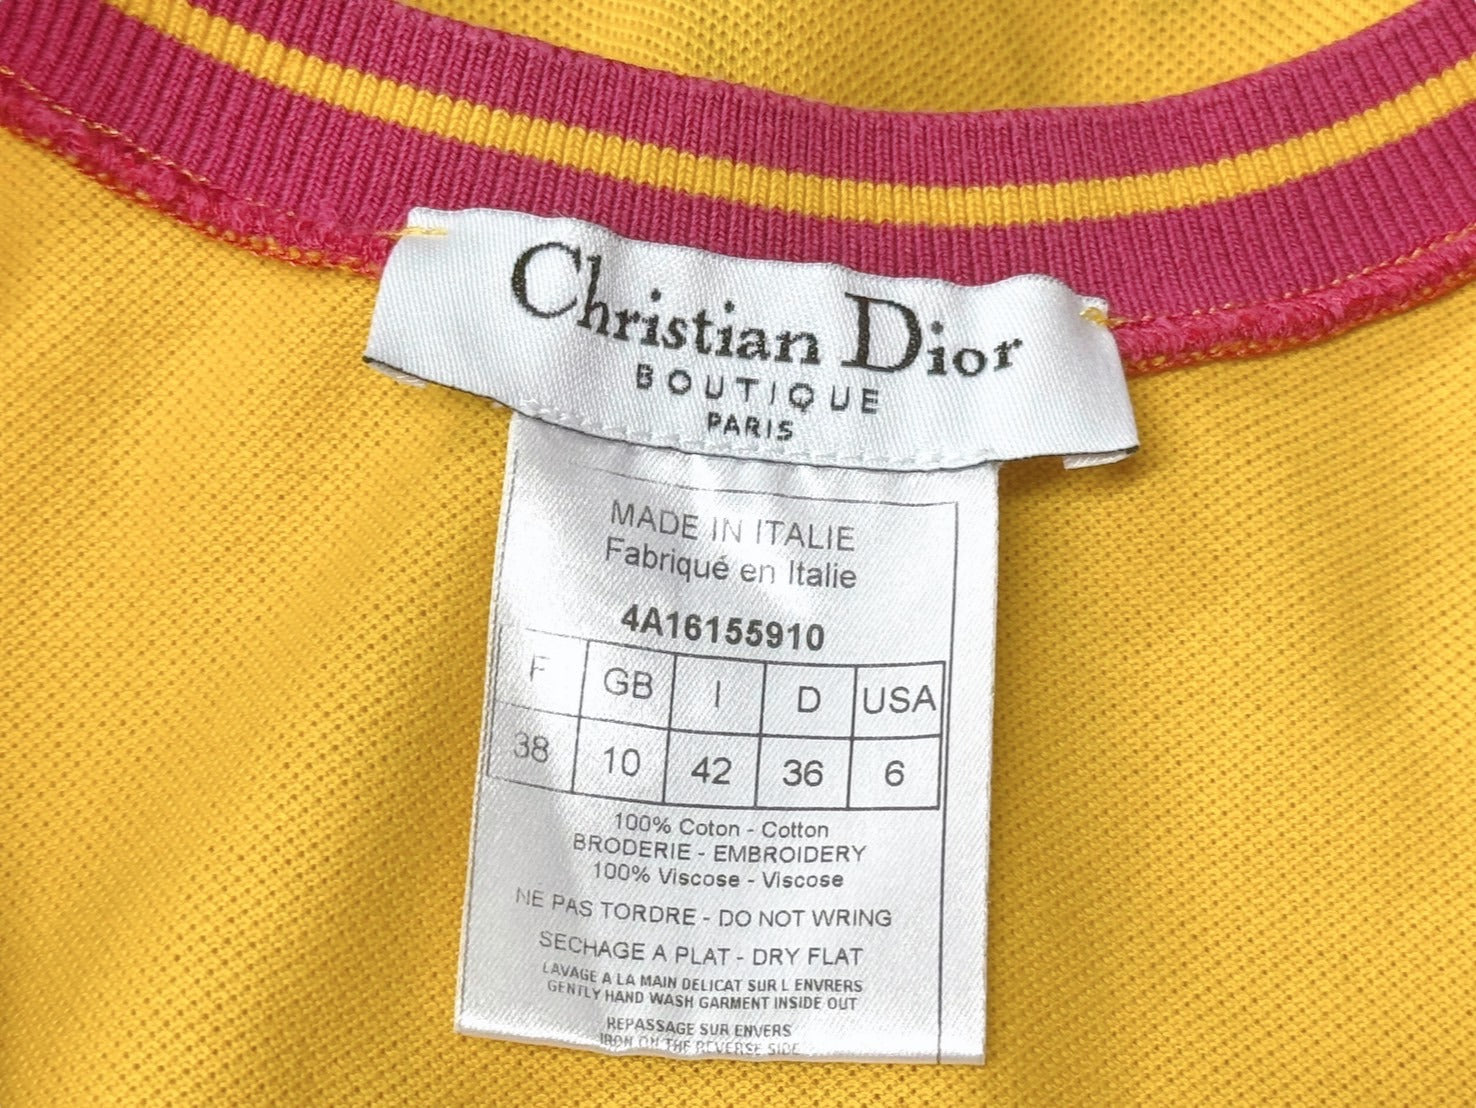 Christian Dior
BOUTIQUE
PARIS
MADE IN ITALIE
Fabriqué en Italie
4A16155910
F GB I D USA
38 10 42 36 6
100% Coton - Cotton
BRODERIE - EMBROIDERY
100% Viscose - Viscose
NE PAS TORDRE - DO NOT WRING
SECHAGE A PLAT - DRY FLAT
LAVAGE A LA MAIN DELICAT SUR L ENVRERS
GENTLY HAND WASH GARMENT INSIDE OUT
REPASSAGE SUR ENVERS
IRON ON THE REVERSE SIDE